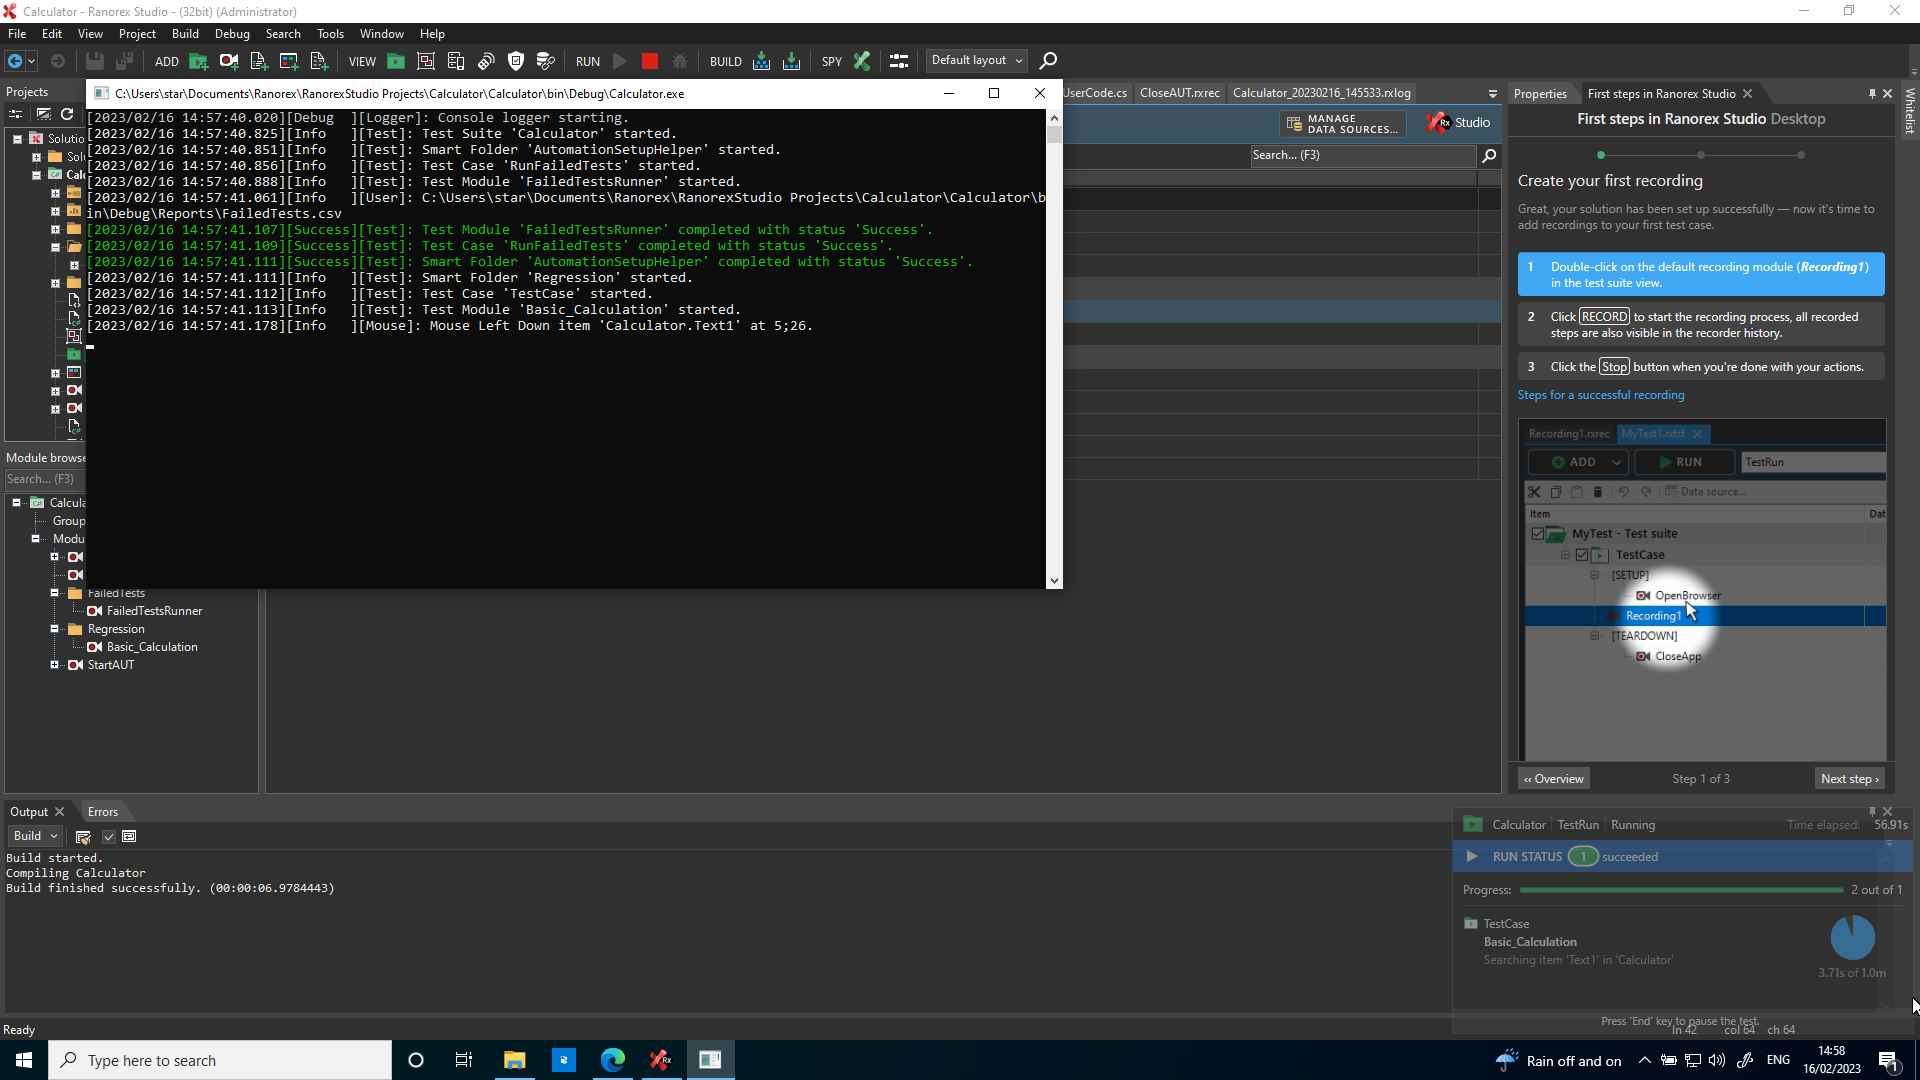 Calculator - Ranorex Studio - (32bit) (Administrator)
File Edit View Project Build Debug Search Tools Window Help
ADD VIEW RUN BUILD SPY Default layout
Projects
Solutio
Sol
Calc
C:\Users\star\Documents\Ranorex\RanorexStudio Projects\Calculator\Calculator\bin\Debug\Calculator.exe
[2023/02/16 14:57:40.020][Debug  ][Logger]: Console logger starting.
[2023/02/16 14:57:40.825][Info   ][Test]: Test Suite 'Calculator' started.
[2023/02/16 14:57:40.851][Info   ][Test]: Smart Folder 'AutomationSetupHelper' started.
[2023/02/16 14:57:40.856][Info   ][Test]: Test Case 'RunFailedTests' started.
[2023/02/16 14:57:40.888][Info   ][Test]: Test Module 'FailedTestsRunner' started.
[2023/02/16 14:57:41.061][Info   ][User]: C:\Users\star\Documents\Ranorex\RanorexStudio Projects\Calculator\Calculator\b
in\Debug\Reports\FailedTests.csv
[2023/02/16 14:57:41.107][Success][Test]: Test Module 'FailedTestsRunner' completed with status 'Success'.
[2023/02/16 14:57:41.109][Success][Test]: Test Case 'RunFailedTests' completed with status 'Success'.
[2023/02/16 14:57:41.111][Success][Test]: Smart Folder 'AutomationSetupHelper' completed with status 'Success'.
[2023/02/16 14:57:41.111][Info   ][Test]: Smart Folder 'Regression' started.
[2023/02/16 14:57:41.112][Info   ][Test]: Test Case 'TestCase' started.
[2023/02/16 14:57:41.113][Info   ][Test]: Test Module 'Basic_Calculation' started.
[2023/02/16 14:57:41.178][Info   ][Mouse]: Mouse Left Down item 'Calculator.Text1' at 5;26.
UserCode.cs CloseAUT.rxrec Calculator_20230216_145533.rxlog
MANAGE
DATA SOURCES...
Rx Studio
Search... (F3)
Module browse
Search... (F3)
Calcula
Group
Modu
FailedTests
FailedTestsRunner
Regression
Basic_Calculation
StartAUT
Properties First steps in Ranorex Studio
Whitelist
First steps in Ranorex Studio Desktop
Create your first recording
Great, your solution has been set up successfully — now it's time to
add recordings to your first test case.
1 Double-click on the default recording module (Recording1)
in the test suite view.
2 Click RECORD to start the recording process, all recorded
steps are also visible in the recorder history.
3 Click the Stop button when you're done with your actions.
Steps for a successful recording
Recording1.rxrec MyTest1.rxtst
ADD RUN TestRun
Data source...
Item Dat
MyTest - Test suite
TestCase
[SETUP]
OpenBrowser
Recording1
[TEARDOWN]
CloseApp
‹‹ Overview Step 1 of 3 Next step ›
Output Errors
Build
Build started.
Compiling Calculator
Build finished successfully. (00:00:06.9784443)
Calculator TestRun Running Time elapsed: 56.91s
RUN STATUS 1 succeeded
Progress: 2 out of 1
TestCase
Basic_Calculation
Searching item 'Text1' in 'Calculator'
3.71s of 1.0m
Press 'End' key to pause the test.
Ready ln 42 col 64 ch 64
Type here to search
Rx
Rain off and on ENG
14:58
16/02/2023
1